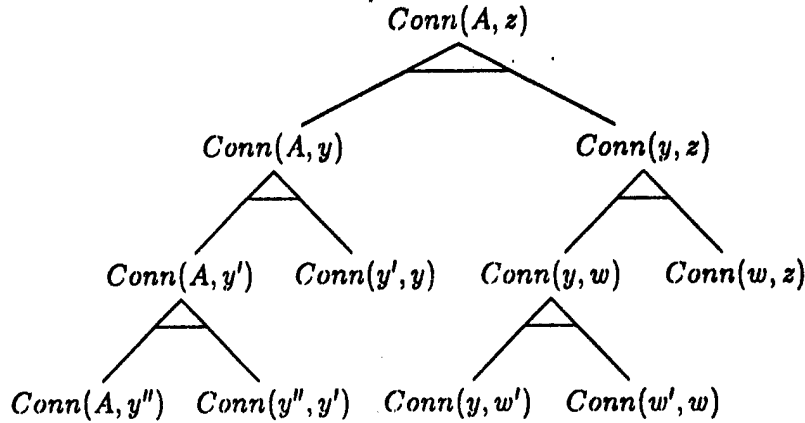 Conn(A, z)
Conn(A, y) Conn(y, z)
Conn(A, y′) Conn(y′, y) Conn(y, w) Conn(w, z)
Conn(A, y″) Conn(y″, y′) Conn(y, w′) Conn(w′, w)